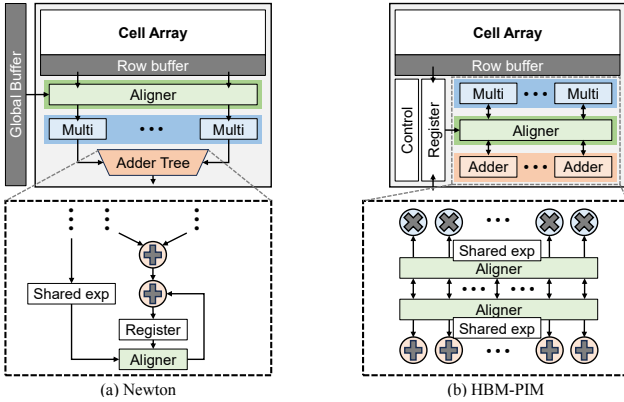 Cell Array
Row buffer
Global Buffer
Aligner
Multi
Multi
Adder Tree
Shared exp
Register
Aligner
(a) Newton
Cell Array
Row buffer
Control
Register
Multi
Multi
Aligner
Adder
Adder
Shared exp
Aligner
Aligner
Shared exp
(b) HBM-PIM